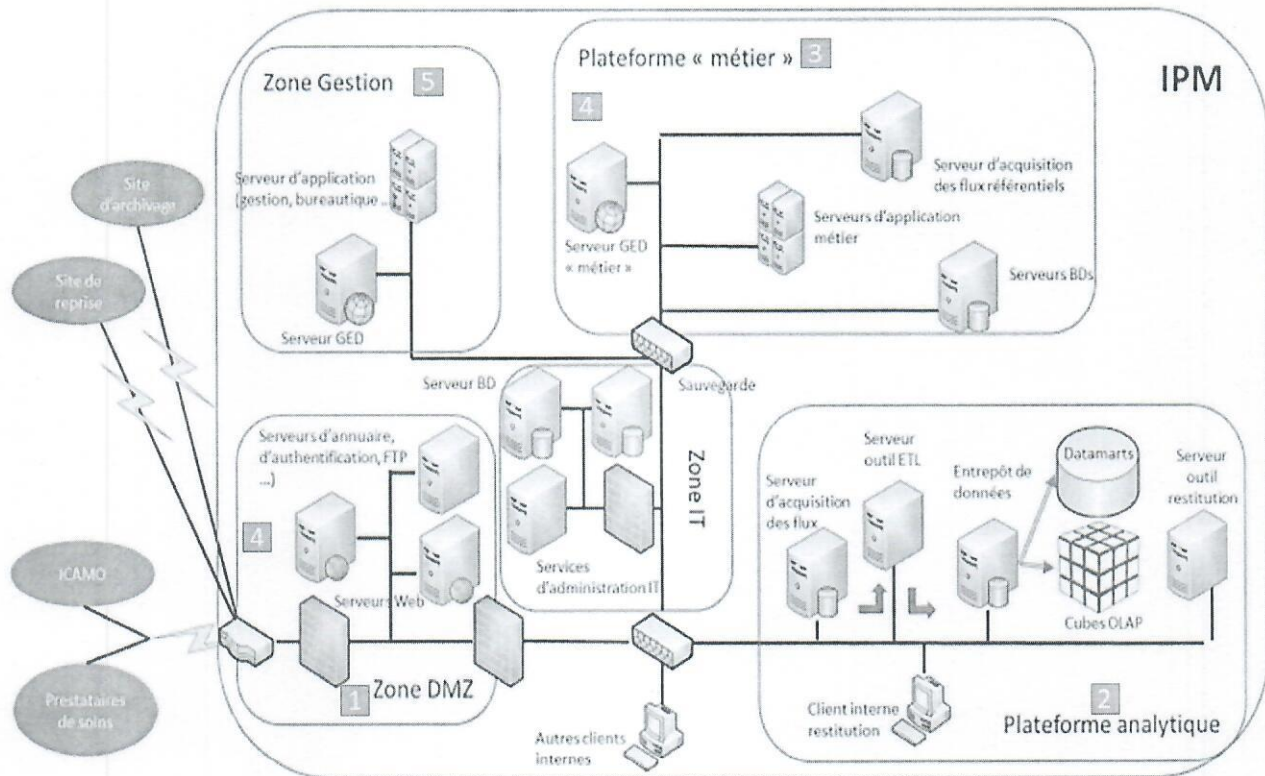 IPM
Zone Gestion
5
Plateforme « métier »
3
4
Site
d'archivage
Site de
reprise
Serveur d'application
(gestion, bureautique ...
Serveur GED
Serveur GED
« métier »
Serveur d'acquisition
des flux référentiels
Serveurs d'application
métier
Serveurs BDs
Serveur BD
Sauvegarde
Zone IT
Services
d'administration IT
Serveurs d'annuaire,
d'authentification, FTP
...)
4
Serveurs Web
1
Zone DMZ
ICAMO
Prestataires
de soins
Autres clients
internes
Serveur
d'acquisition
des flux
Serveur
outil ETL
Entrepôt de
données
Datamarts
Cubes OLAP
Serveur
outil
restitution
Client interne
restitution
2
Plateforme analytique